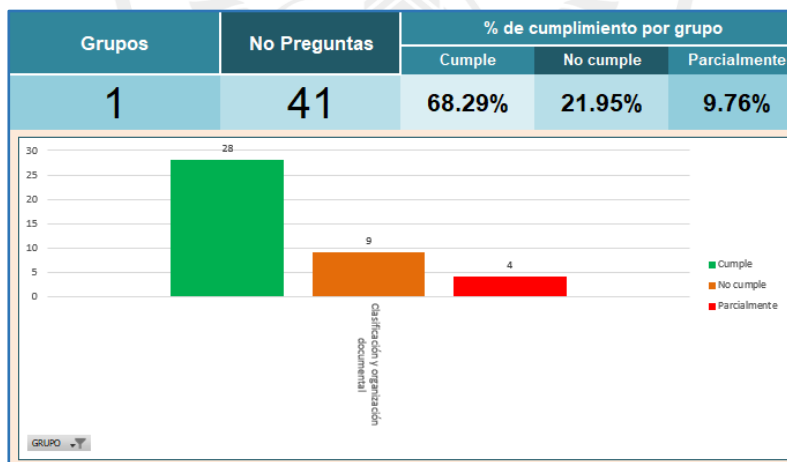 Grupos
No Preguntas
% de cumplimiento por grupo
Cumple
No cumple
Parcialmente
1
41
68.29%
21.95%
9.76%
30
25
20
15
10
5
0
28
9
4
Clasificación y organización
documental
Cumple
No cumple
Parcialmente
GRUPO